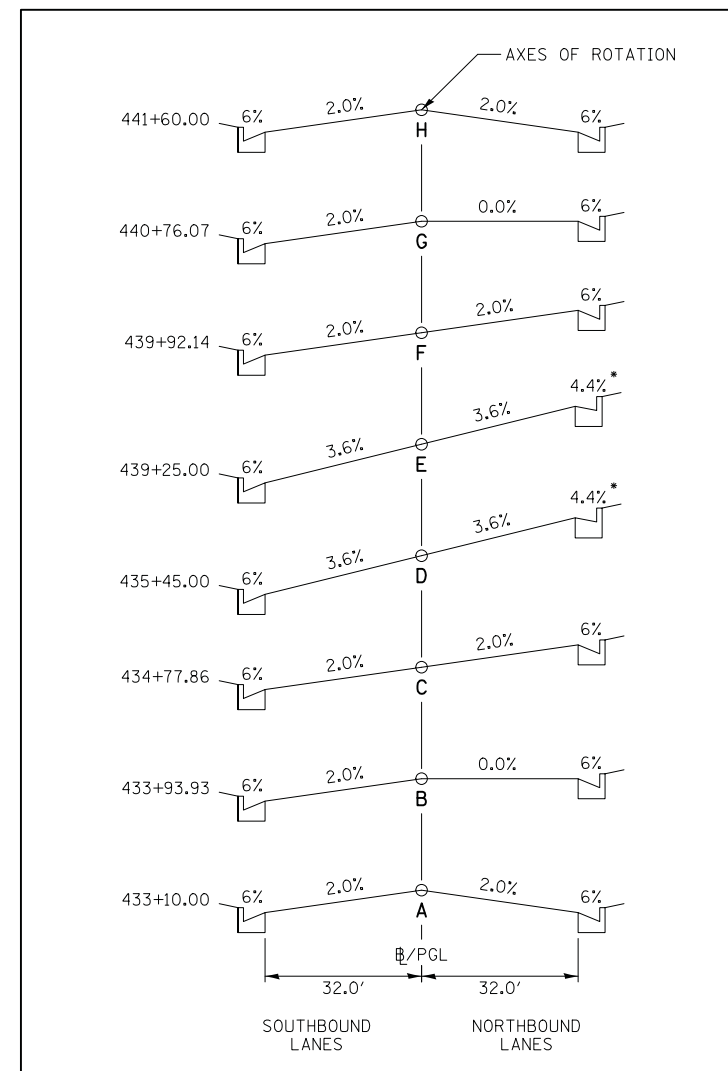 AXES OF ROTATION
441+60.00 6% 2.0% 2.0% 6%
H
440+76.07 6% 2.0% 0.0% 6%
G
439+92.14 6% 2.0% 2.0% 6%
F
439+25.00 6% 3.6% 3.6% 4.4%*
E
435+45.00 6% 3.6% 3.6% 4.4%*
D
434+77.86 6% 2.0% 2.0% 6%
C
433+93.93 6% 2.0% 0.0% 6%
B
433+10.00 6% 2.0% 2.0% 6%
A
BL/PGL
32.0' 32.0'
SOUTHBOUND NORTHBOUND
LANES LANES